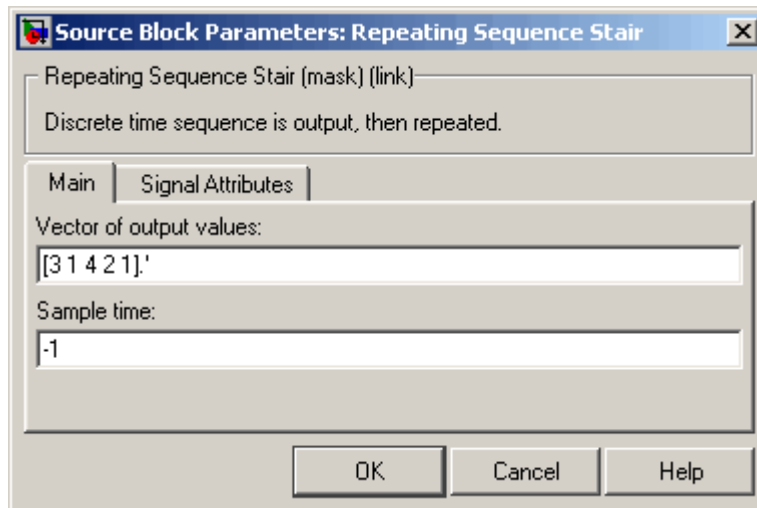 Source Block Parameters: Repeating Sequence Stair
Repeating Sequence Stair (mask) (link)
Discrete time sequence is output, then repeated.
Main Signal Attributes
Vector of output values:
[3 1 4 2 1].'
Sample time:
-1
OK Cancel Help